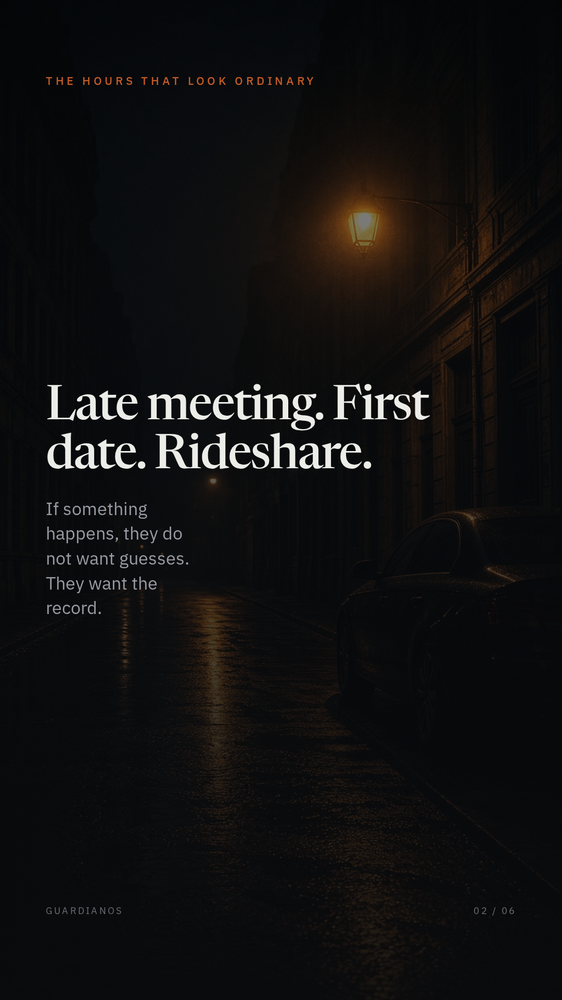 THE HOURS THAT LOOK ORDINARY
Late meeting. First
date. Rideshare.
If something
happens, they do
not want guesses.
They want the
record.
GUARDIANOS
02 / 06